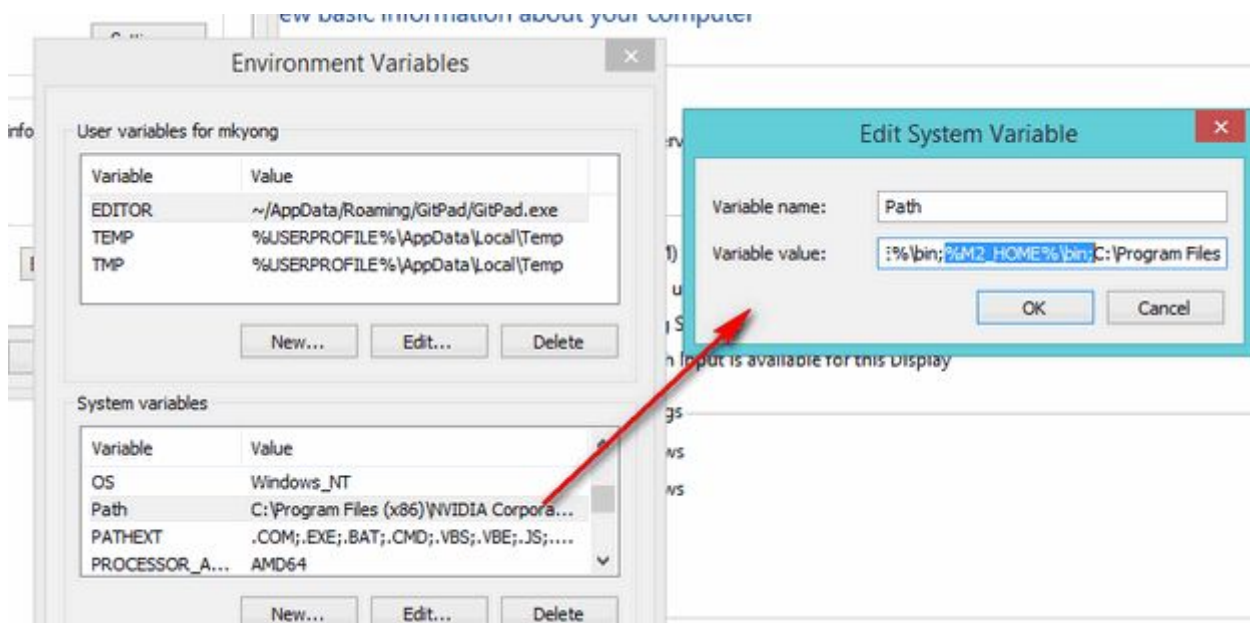 ew basic information about your computer
Environment Variables
info
User variables for mkyong
Variable Value
EDITOR ~/AppData/Roaming/GitPad/GitPad.exe
TEMP %USERPROFILE%\AppData\Local\Temp
TMP %USERPROFILE%\AppData\Local\Temp
New... Edit... Delete
System variables
Variable Value
OS Windows_NT
Path C:\Program Files (x86)\NVIDIA Corpora...
PATHEXT .COM;.EXE;.BAT;.CMD;.VBS;.VBE;.JS;....
PROCESSOR_A... AMD64
New... Edit... Delete
Edit System Variable
Variable name: Path
Variable value: %\bin;%M2_HOME%\bin;C:\Program Files
OK Cancel
Input is available for this Display
gs
ws
ws